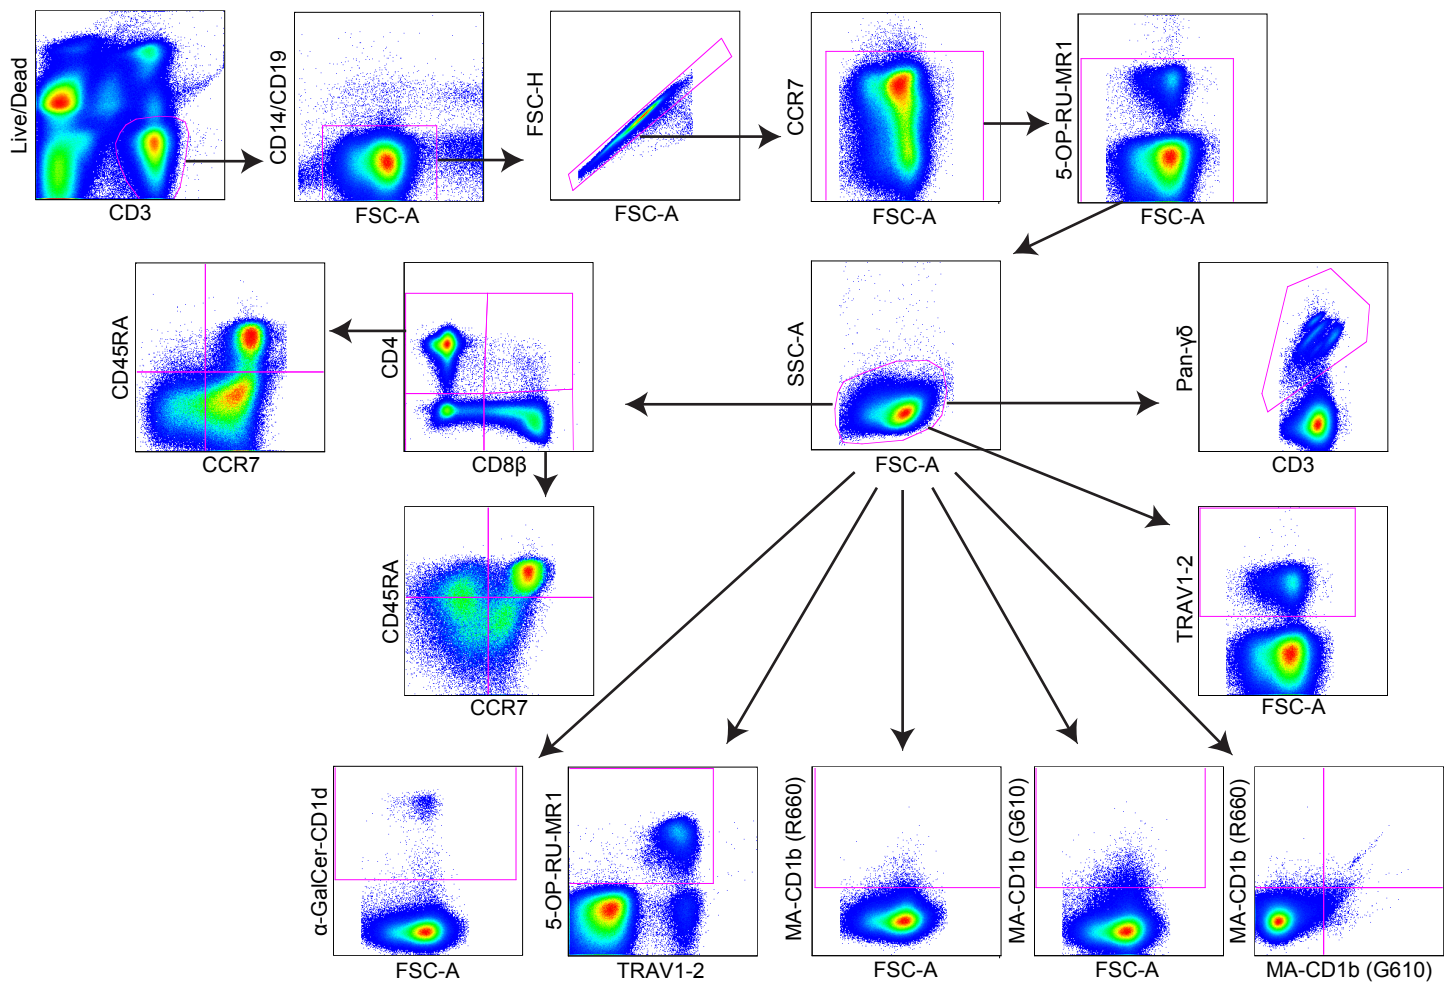 Live/Dead
CD3
CD14/CD19
FSC-A
FSC-H
FSC-A
CCR7
FSC-A
5-OP-RU-MR1
FSC-A
CD45RA
CCR7
CD4
CD8β
SSC-A
FSC-A
Pan-γδ
CD3
CD45RA
CCR7
TRAV1-2
FSC-A
α-GalCer-CD1d
FSC-A
5-OP-RU-MR1
TRAV1-2
MA-CD1b (R660)
FSC-A
MA-CD1b (G610)
FSC-A
MA-CD1b (R660)
MA-CD1b (G610)